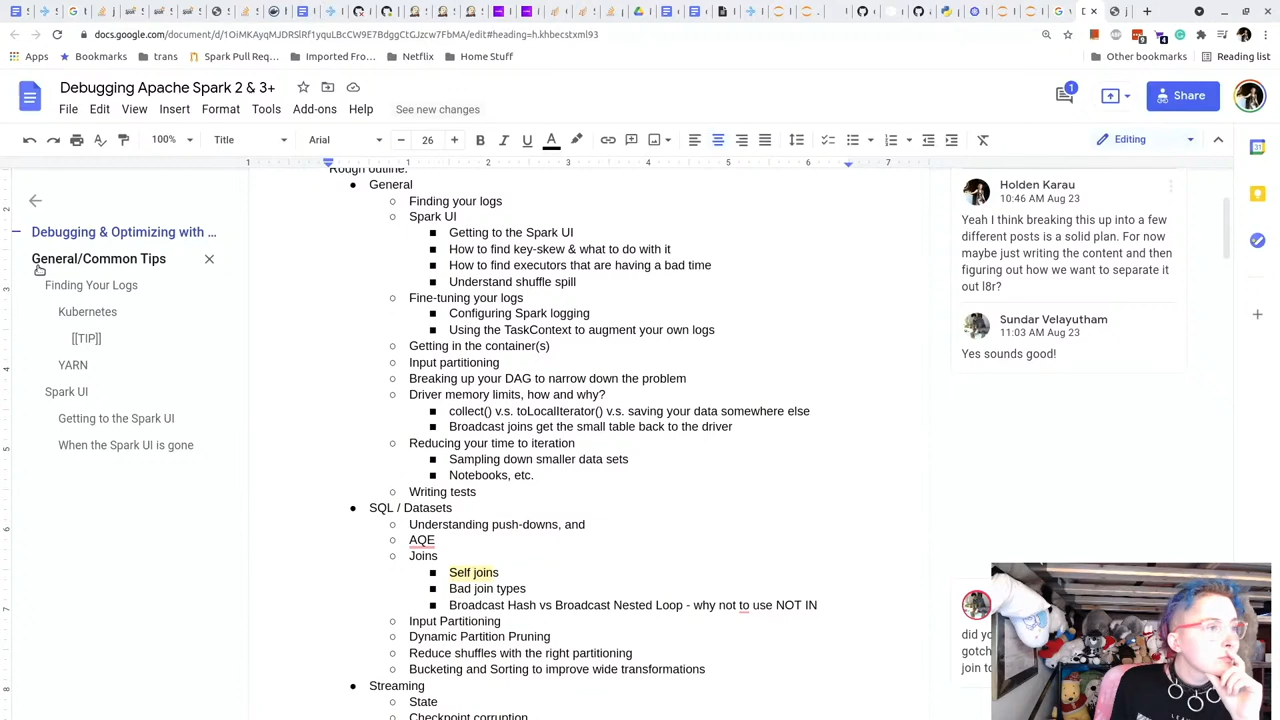 docs.google.com/document/d/1OiMKAyqMJDRSlRf1yquLBcCW9E7BdggCtGJzcw7FbMA/edit#heading=h.khbecstxml93
Apps
Bookmarks
trans
Spark Pull Req...
Imported Fro...
Netflix
Home Stuff
Other bookmarks
Reading list
Debugging Apache Spark 2 & 3+
File Edit View Insert Format Tools Add-ons Help See new changes
1
Share
100% Title Arial 26 Editing
1 1 2 3 4 5 6 7
Debugging & Optimizing with ...
General/Common Tips
Finding Your Logs
Kubernetes
[[TIP]]
YARN
Spark UI
Getting to the Spark UI
When the Spark UI is gone
Rough outline:
General
Finding your logs
Spark UI
Getting to the Spark UI
How to find key-skew & what to do with it
How to find executors that are having a bad time
Understand shuffle spill
Fine-tuning your logs
Configuring Spark logging
Using the TaskContext to augment your own logs
Getting in the container(s)
Input partitioning
Breaking up your DAG to narrow down the problem
Driver memory limits, how and why?
collect() v.s. toLocalIterator() v.s. saving your data somewhere else
Broadcast joins get the small table back to the driver
Reducing your time to iteration
Sampling down smaller data sets
Notebooks, etc.
Writing tests
SQL / Datasets
Understanding push-downs, and
AQE
Joins
Self joins
Bad join types
Broadcast Hash vs Broadcast Nested Loop - why not to use NOT IN
Input Partitioning
Dynamic Partition Pruning
Reduce shuffles with the right partitioning
Bucketing and Sorting to improve wide transformations
Streaming
State
Checkpoint corruption
Holden Karau
10:46 AM Aug 23
Yeah I think breaking this up into a few
different posts is a solid plan. For now
maybe just writing the content and then
figuring out how we want to separate it
out l8r?
Sundar Velayutham
11:03 AM Aug 23
Yes sounds good!